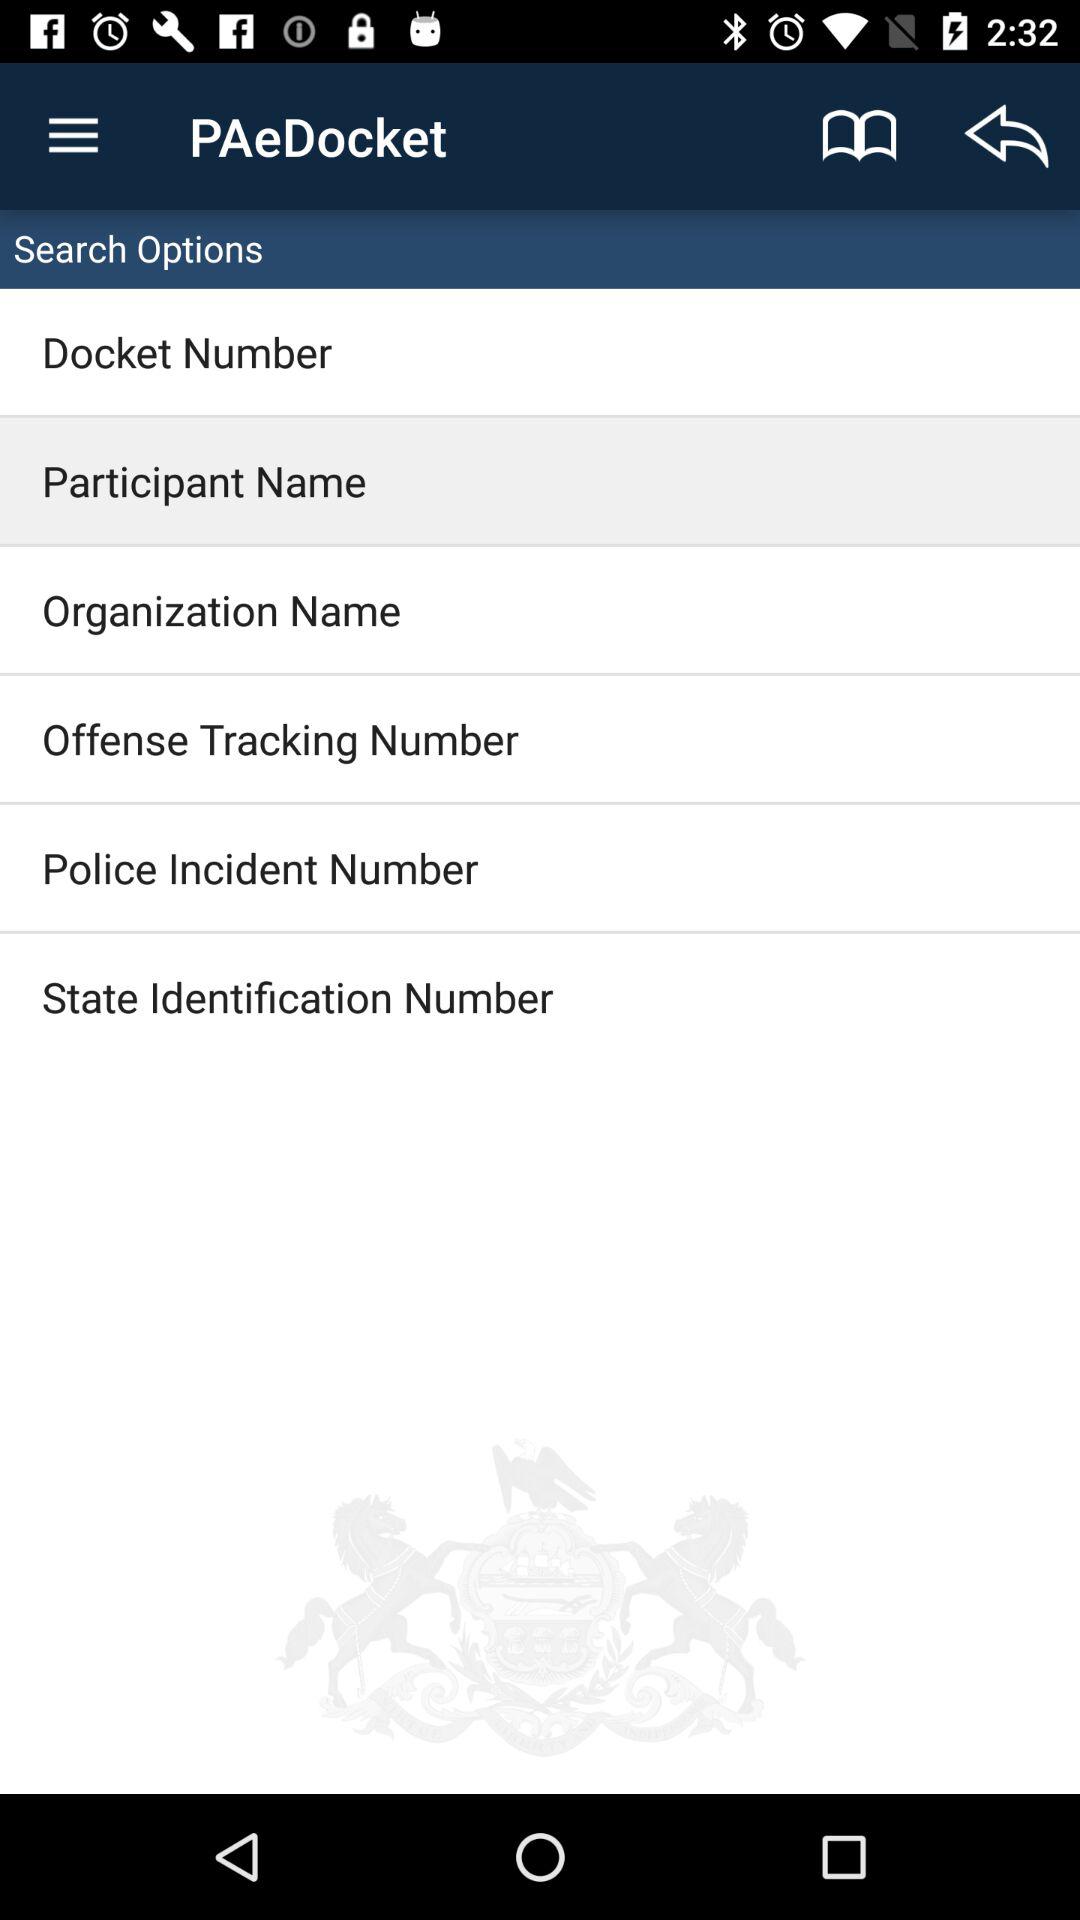 2:32
PAeDocket
Search Options
Docket Number
Participant Name
Organization Name
Offense Tracking Number
Police Incident Number
State Identification Number